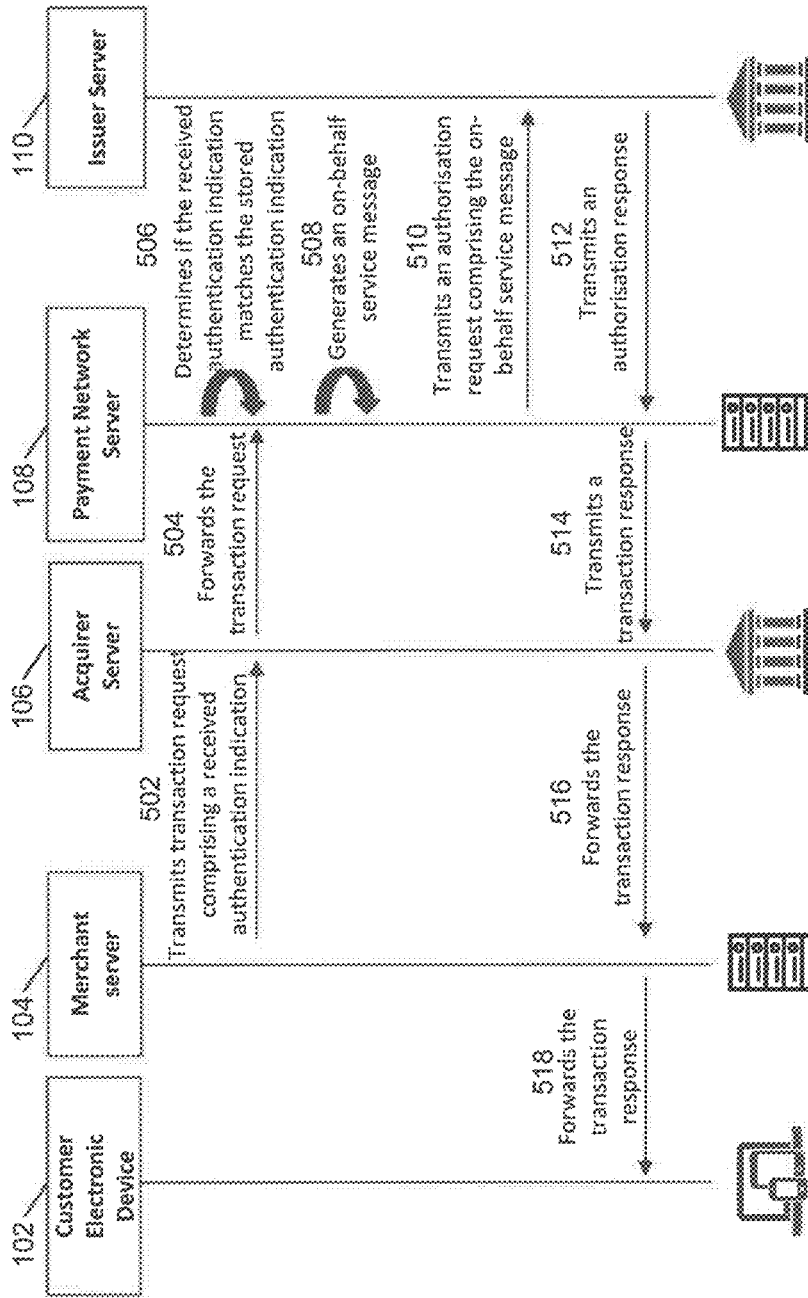 102
Customer
Electronic
Device
104
Merchant
server
106
Acquirer
Server
108
Payment Network
Server
110
Issuer Server
502
Transmits transaction request
comprising a received
authentication indication
504
Forwards the
transaction request
506
Determines if the received
authentication indication
matches the stored
authentication indication
508
Generates an on-behalf
service message
510
Transmits an authorisation
request comprising the on-
behalf service message
512
Transmits an
authorisation response
514
Transmits a
transaction response
516
Forwards the
transaction response
518
Forwards the
transaction
response